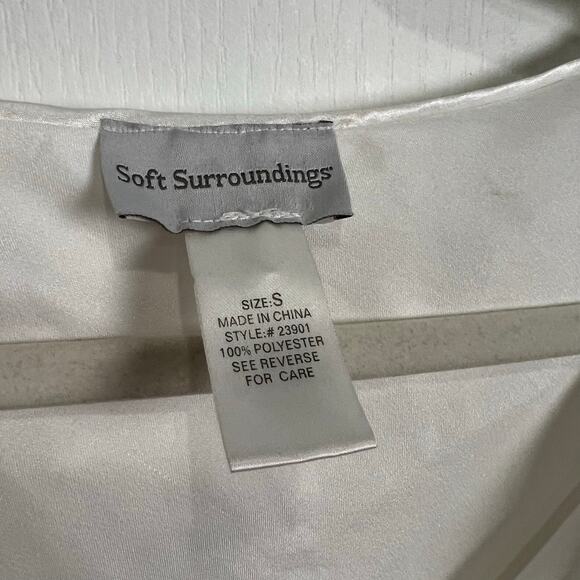 Soft Surroundings
SIZE:S
MADE IN CHINA
STYLE:# 23901
100% POLYESTER
SEE REVERSE
FOR CARE